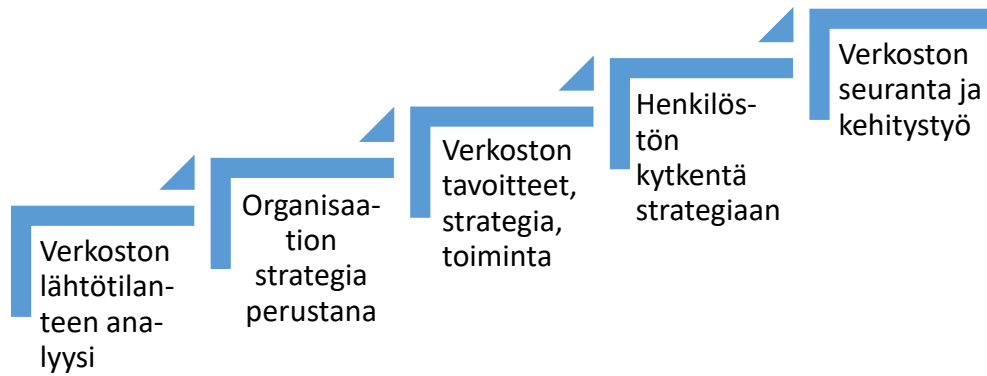 Verkoston
lähtötilan-
teen ana-
lyysi
Organisaa-
tion
strategia
perustana
Verkoston
tavoitteet,
strategia,
toiminta
Henkilös-
tön
kytkentä
strategiaan
Verkoston
seuranta ja
kehitystyö